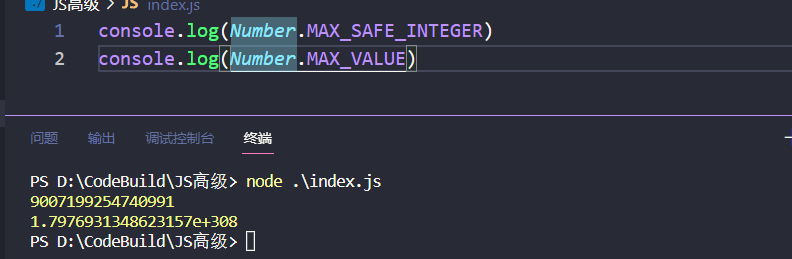 JS高级 > JS index.js
1 console.log(Number.MAX_SAFE_INTEGER)
2 console.log(Number.MAX_VALUE)
问题 输出 调试控制台 终端
PS D:\CodeBuild\JS高级> node .\index.js
9007199254740991
1.7976931348623157e+308
PS D:\CodeBuild\JS高级>